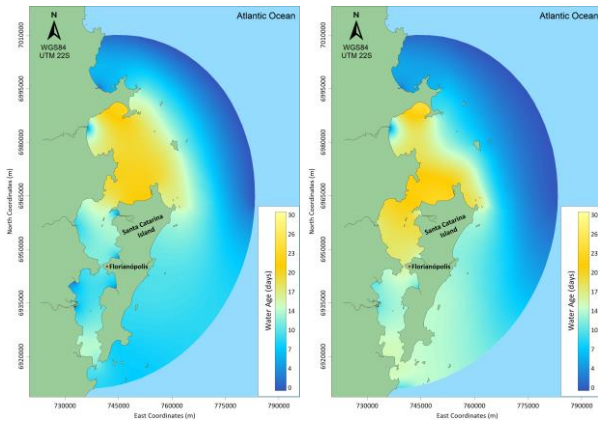 Atlantic Ocean
N
WGS84
UTM 22S
7010000
6995000
6980000
6965000
6950000
6935000
6920000
North Coordinates (m)
Santa Catarina
Island
Florianópolis
Water Age (days)
30
26
23
20
17
14
10
7
4
0
730000 745000 760000 775000 790000
East Coordinates (m)
Atlantic Ocean
N
WGS84
UTM 22S
7010000
6995000
6980000
6965000
6950000
6935000
6920000
North Coordinates (m)
Santa Catarina
Island
Florianópolis
Water Age (days)
30
26
23
20
17
14
10
7
4
0
730000 745000 760000 775000 790000
East Coordinates (m)